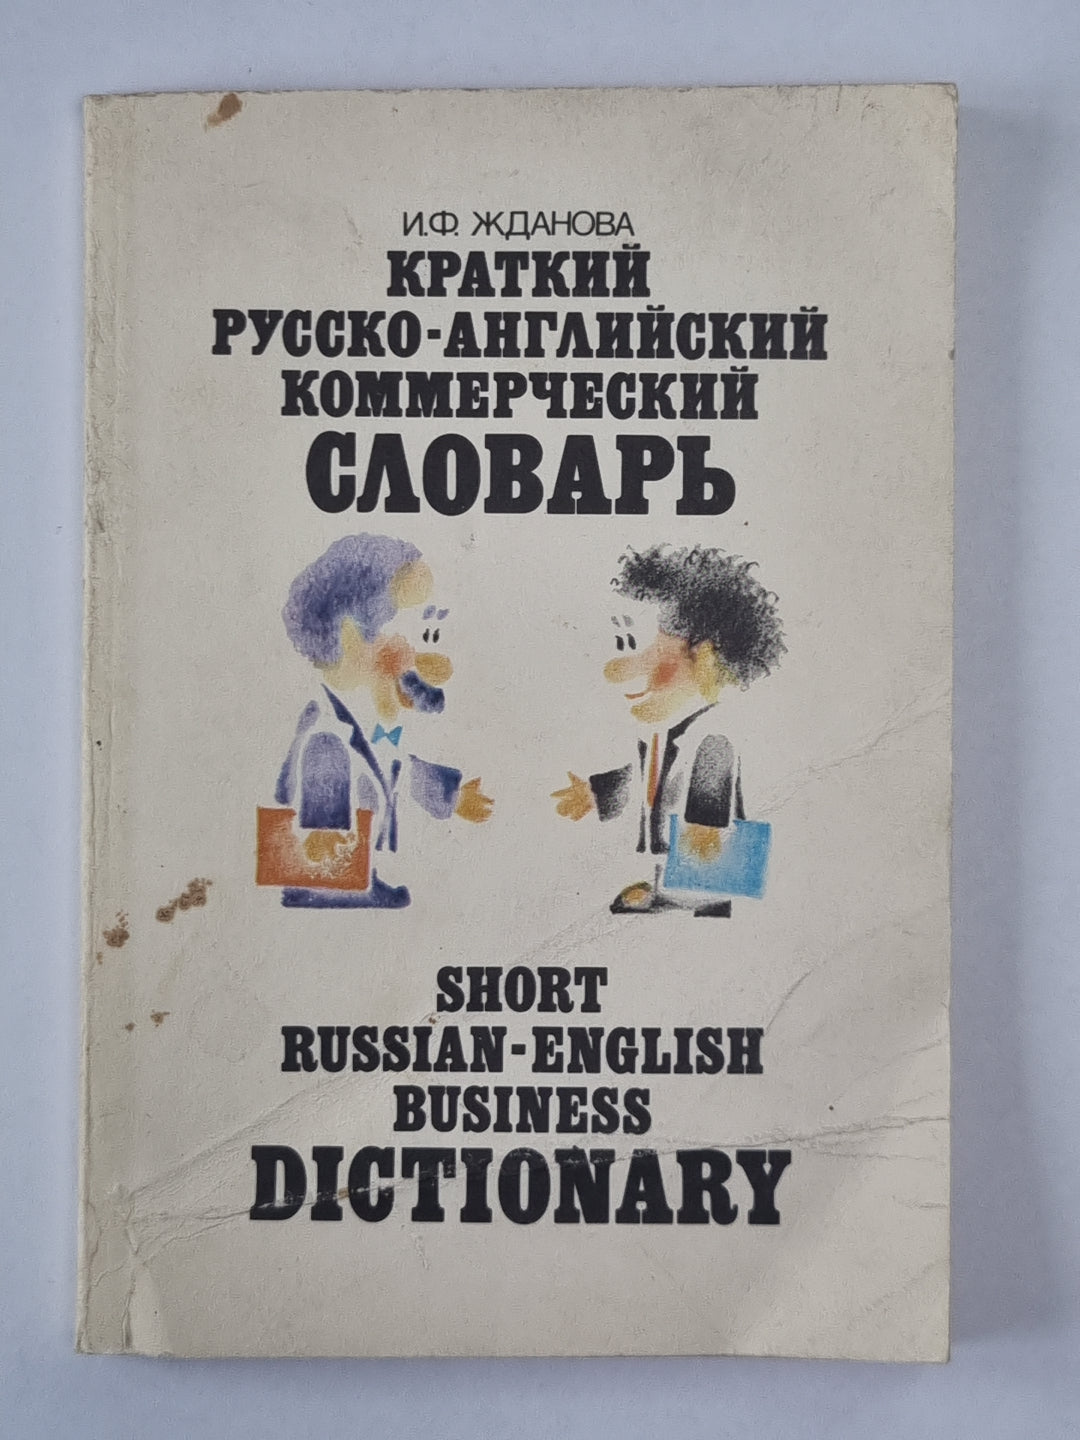 И.Ф. ЖДАНОВА
КРАТКИЙ
РУССКО-АНГЛИЙСКИЙ
КОММЕРЧЕСКИЙ
СЛОВАРЬ
SHORT
RUSSIAN-ENGLISH
BUSINESS
DICTIONARY